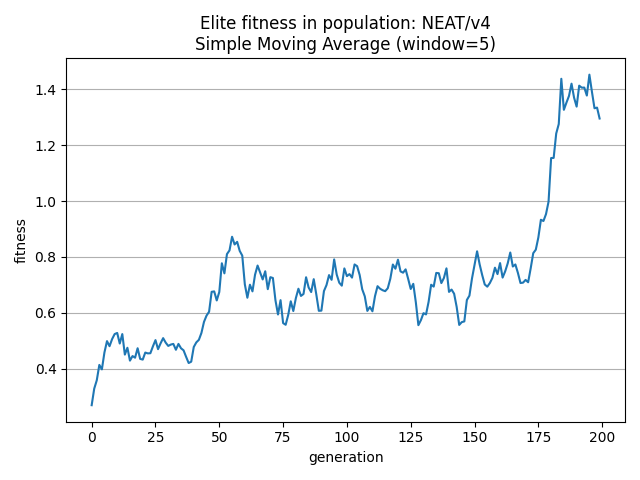 Elite fitness in population: NEAT/v4
Simple Moving Average (window=5)
fitness
1.4
1.2
1.0
0.8
0.6
0.4
0 25 50 75 100 125 150 175 200
generation